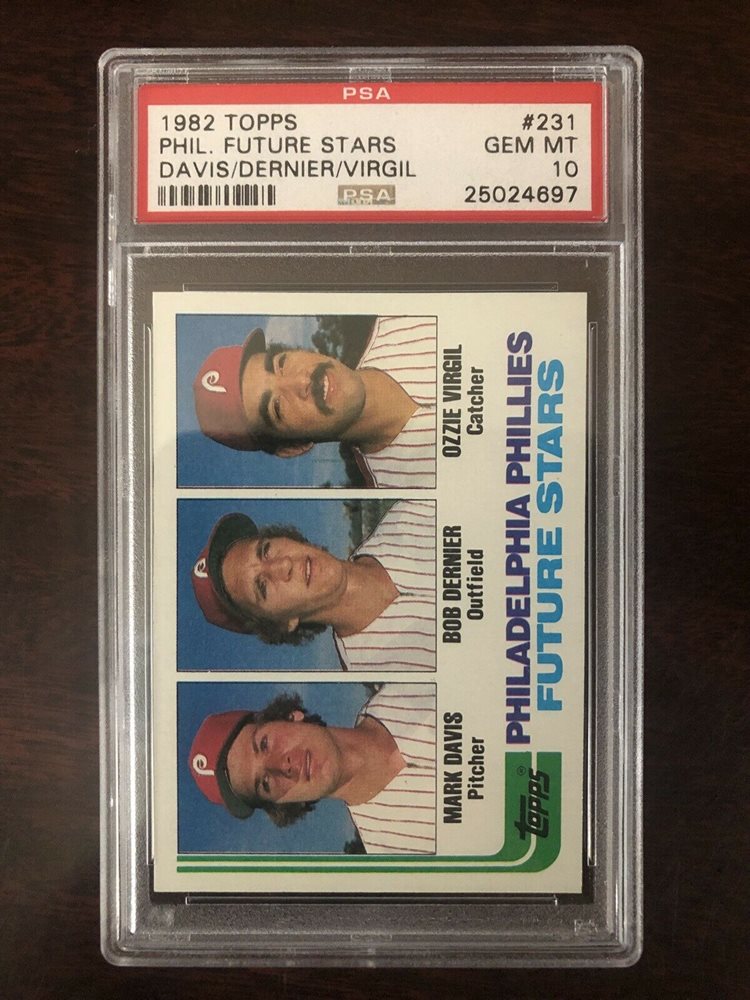 PSA
1982 TOPPS #231
PHIL. FUTURE STARS GEM MT
DAVIS/DERNIER/VIRGIL 10
PSA 25024697
P
P
P
MARK DAVIS
Pitcher
BOB DERNIER
Outfield
OZZIE VIRGIL
Catcher
topps®
PHILADELPHIA PHILLIES
FUTURE STARS